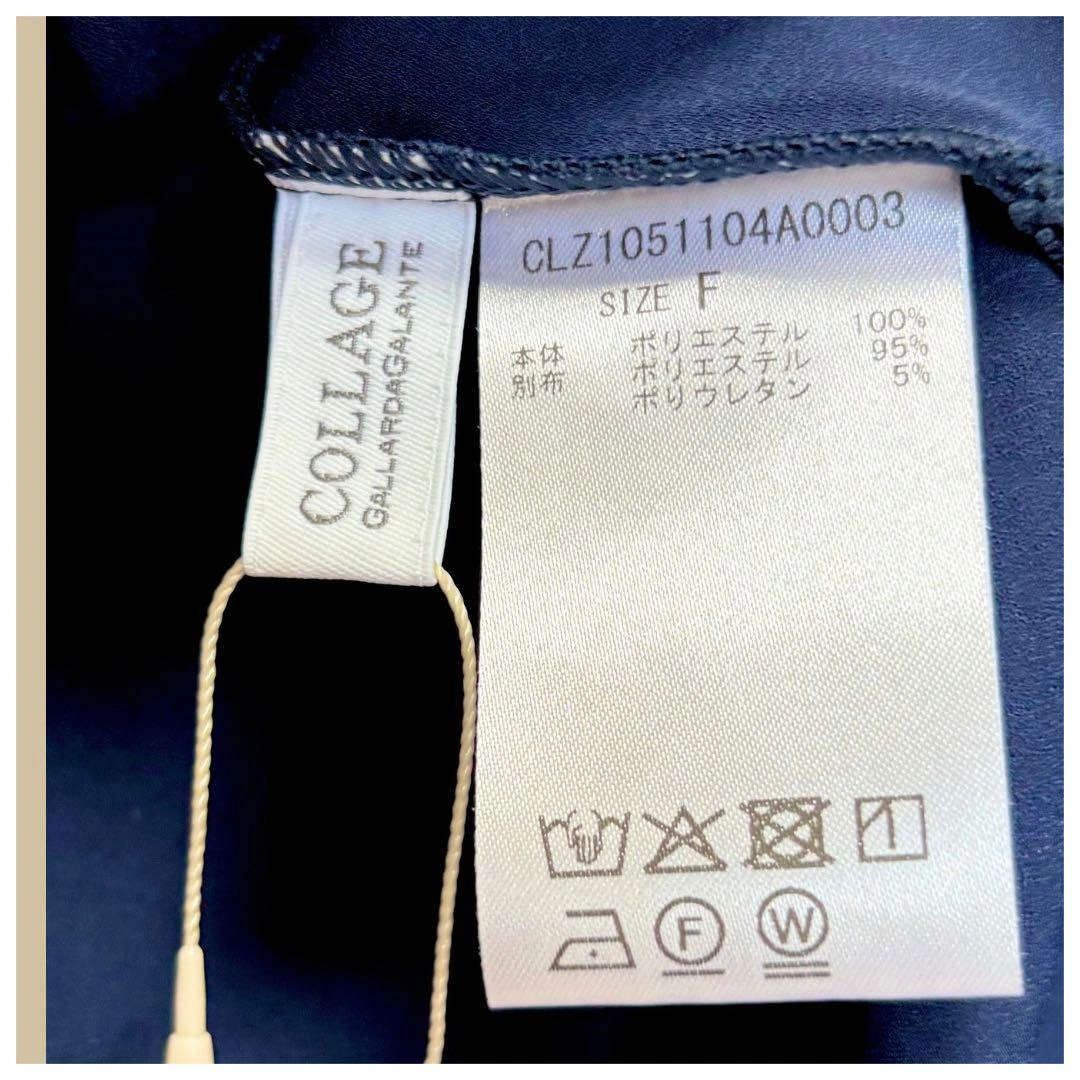 COLLAGE
GALLARDAGALANTE
CLZ1051104A0003
SIZE F
本体 ポリエステル 100%
別布 ポリエステル 95%
ポリウレタン 5%
F
W